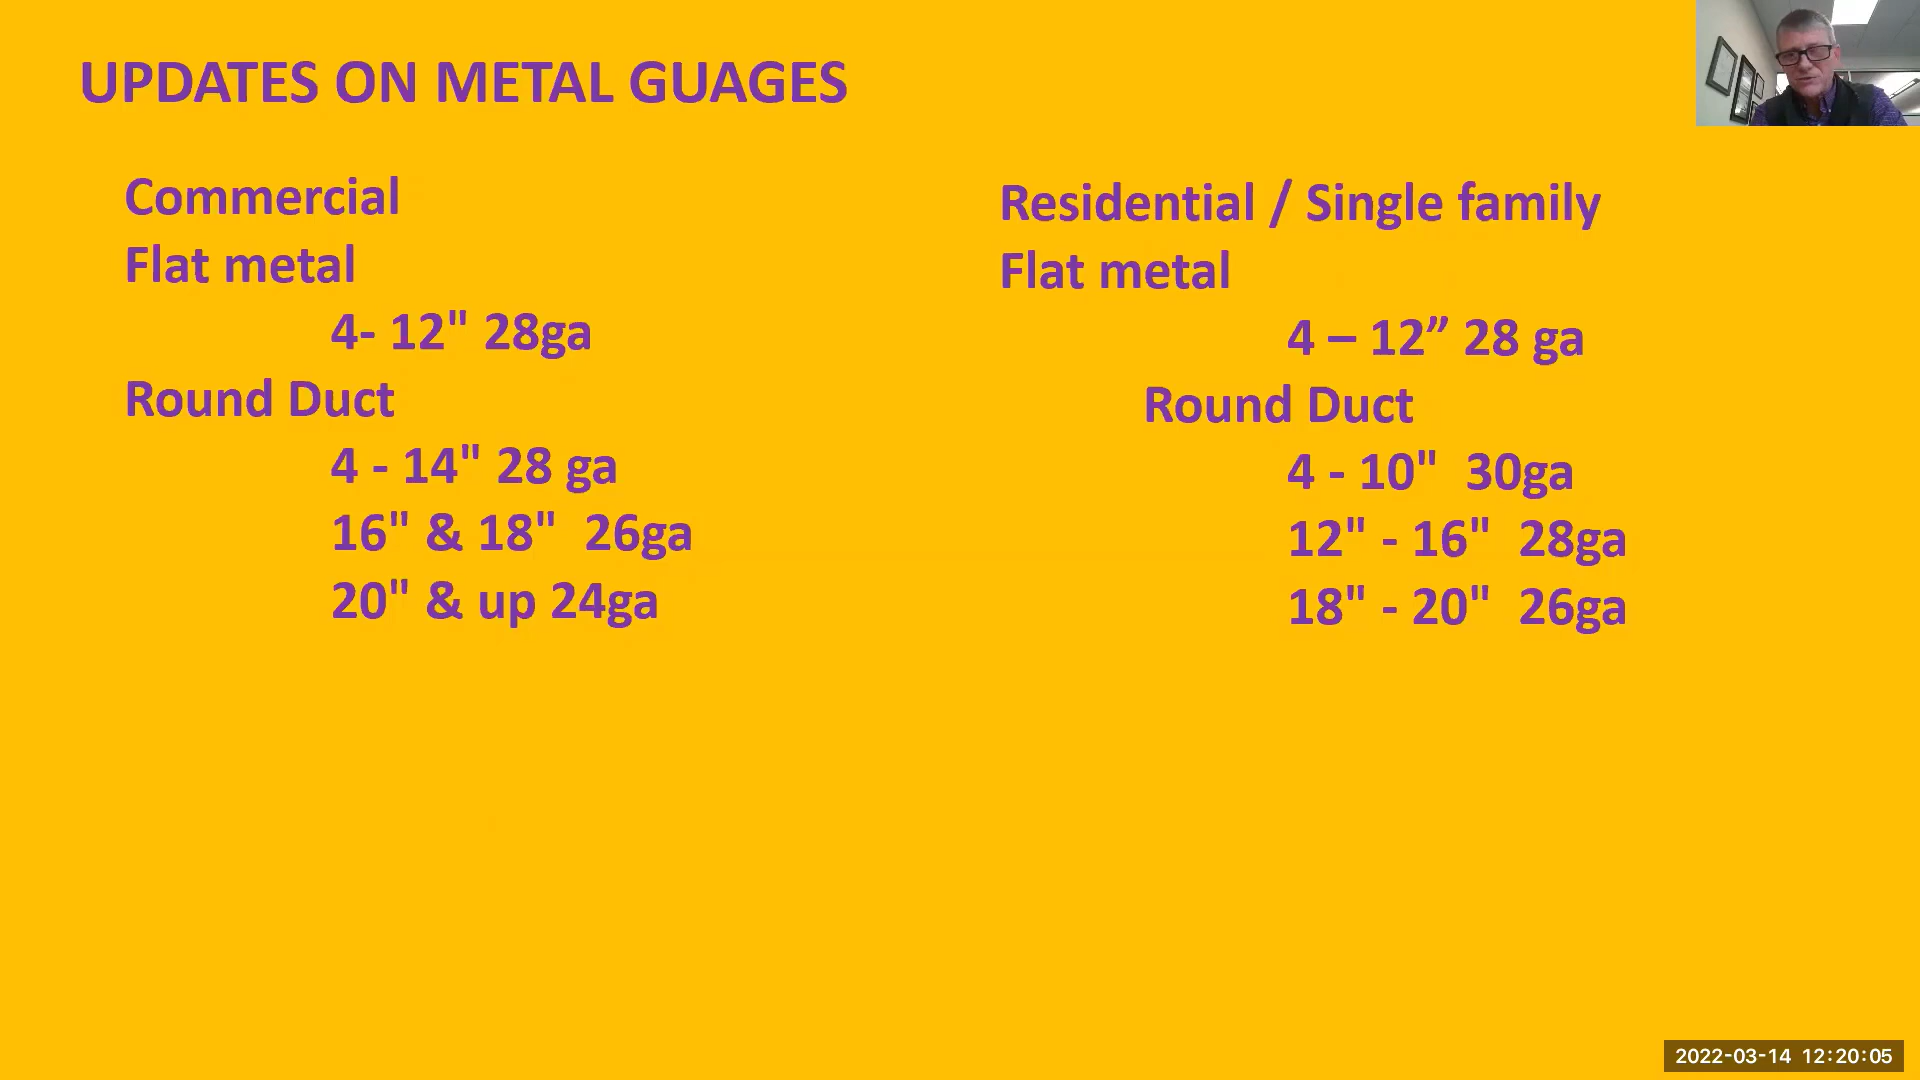 UPDATES ON METAL GUAGES
Commercial
Flat metal
4- 12" 28ga
Round Duct
4 - 14" 28 ga
16" & 18"  26ga
20" & up 24ga
Residential / Single family
Flat metal
4 – 12” 28 ga
Round Duct
4 - 10"  30ga
12" - 16"  28ga
18" - 20"  26ga
2022-03-14 12:20:05